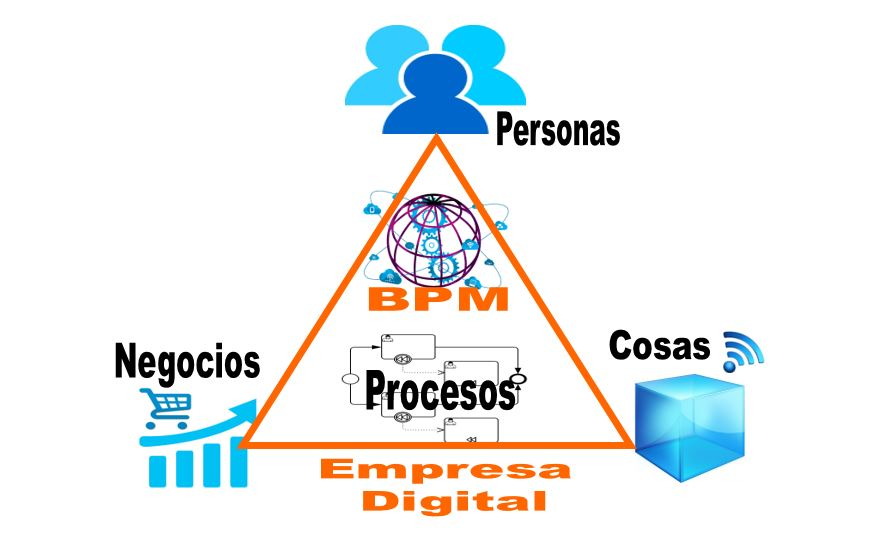 Personas
BPM
Negocios
Cosas
Procesos
Empresa
Digital